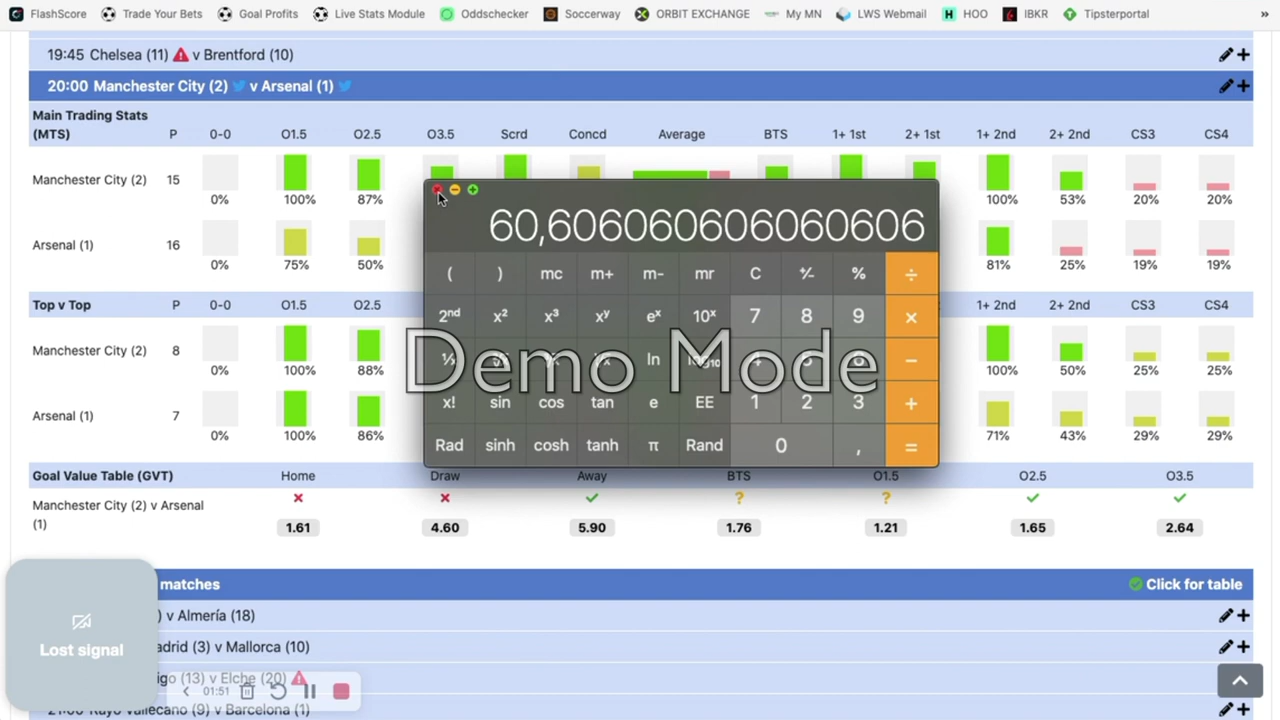 FlashScore Trade Your Bets Goal Profits Live Stats Module Oddschecker Soccerway ORBIT EXCHANGE My MN LWS Webmail HOO IBKR Tipsterportal »
19:45 Chelsea (11) v Brentford (10)
20:00 Manchester City (2) v Arsenal (1)
Main Trading Stats
(MTS) P 0-0 O1.5 O2.5 O3.5 Scrd Concd Average BTS 1+ 1st 2+ 1st 1+ 2nd 2+ 2nd CS3 CS4
Manchester City (2) 15
0% 100% 87% 100% 53% 20% 20%
60,606060606060606
Arsenal (1) 16
0% 75% 50% 81% 25% 19% 19%
( ) mc m+ m- mr C +/- % ÷
Top v Top P 0-0 O1.5 O2.5 1+ 2nd 2+ 2nd CS3 CS4
2nd x² x³ xʸ eˣ 10ˣ 7 8 9 ×
Manchester City (2) 8
0% 100% 88% 100% 50% 25% 25%
ln −
Demo Mode
x! sin cos tan e EE 1 2 3 +
Arsenal (1) 7
0% 100% 86% 71% 43% 29% 29%
Rad sinh cosh tanh π Rand 0 , =
Goal Value Table (GVT) Home Draw Away BTS O1.5 O2.5 O3.5
Manchester City (2) v Arsenal
(1)
? ?
1.61 4.60 5.90 1.76 1.21 1.65 2.64
matches Click for table
) v Almería (18)
Lost signal
adrid (3) v Mallorca (10)
igo (13) v Elche (20)
01:51
21:00 Rayo Vallecano (9) v Barcelona (1)